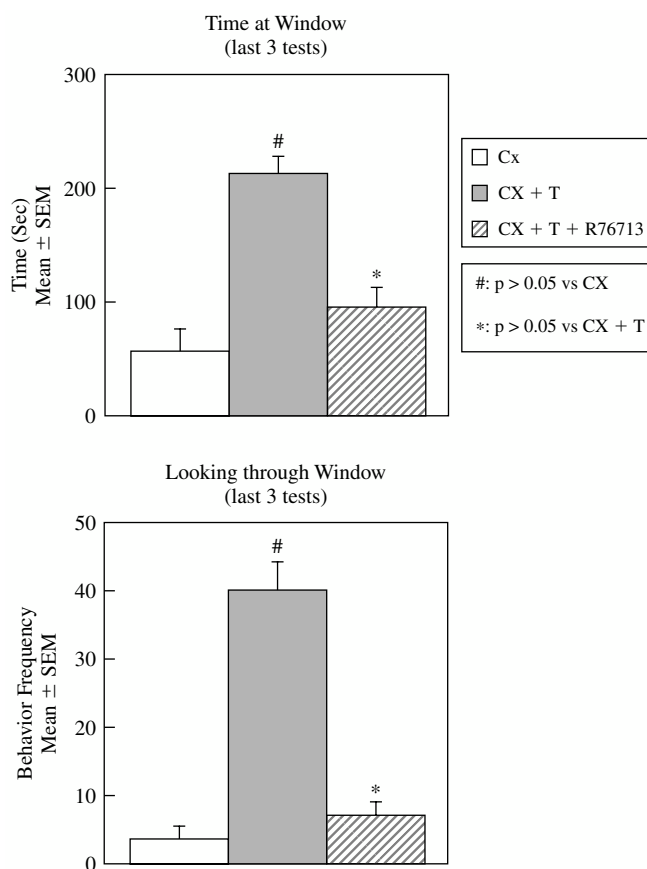 Time at Window
(last 3 tests)
300
200
100
0
Time (Sec)
Mean ± SEM
#
*
Cx
CX + T
CX + T + R76713
#: p > 0.05 vs CX
*: p > 0.05 vs CX + T
Looking through Window
(last 3 tests)
50
40
30
20
10
0
Behavior Frequency
Mean ± SEM
#
*